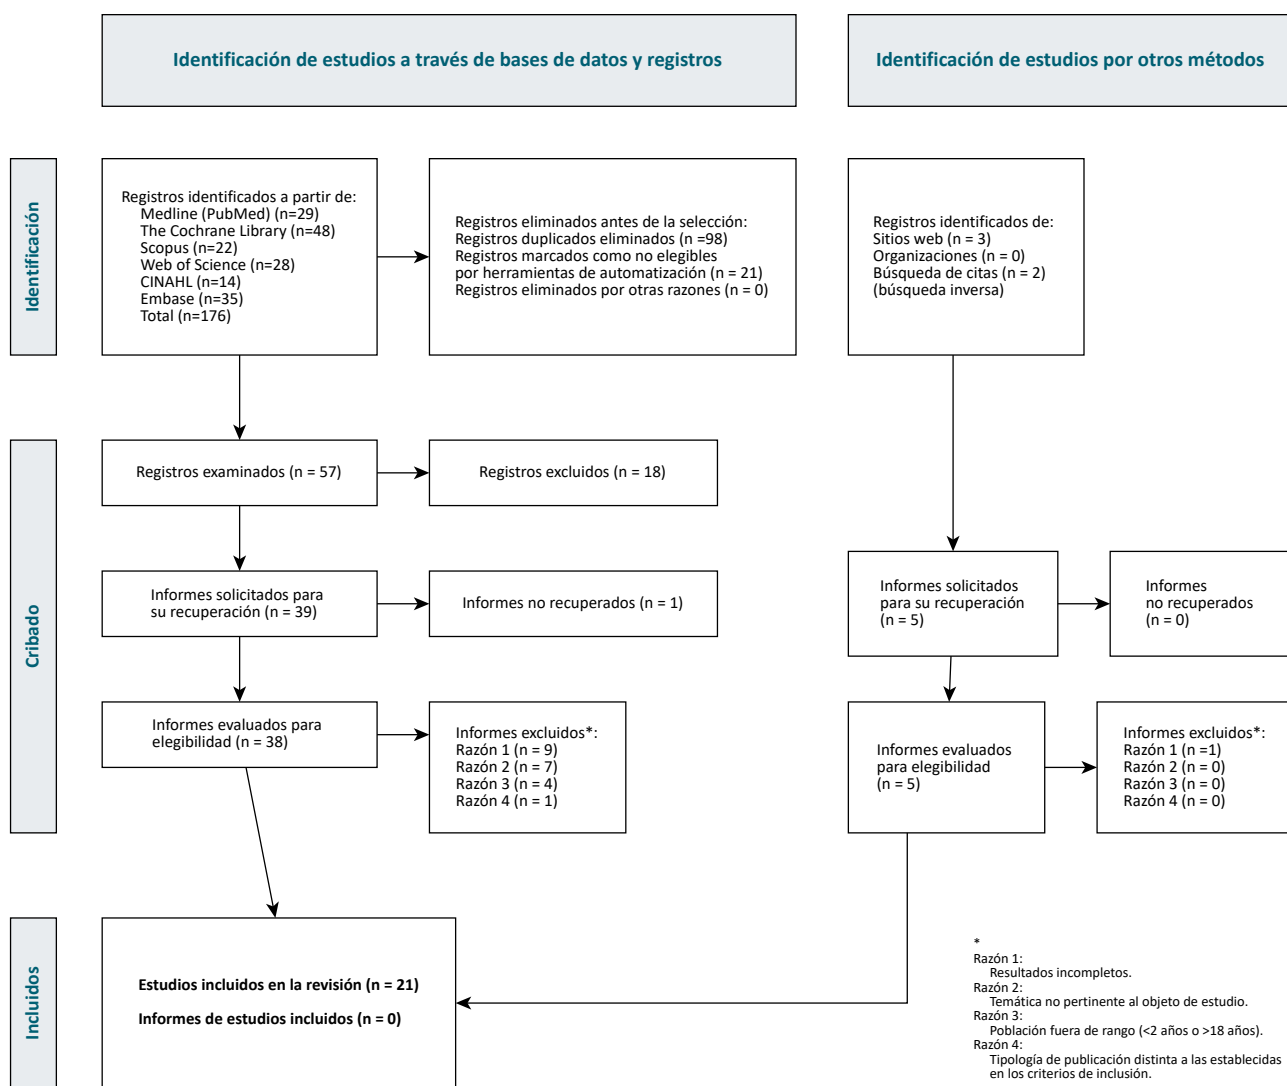 Identificación de estudios a través de bases de datos y registros
Identificación de estudios por otros métodos
Identificación
Registros identificados a partir de:
Medline (PubMed) (n=29)
The Cochrane Library (n=48)
Scopus (n=22)
Web of Science (n=28)
CINAHL (n=14)
Embase (n=35)
Total (n=176)
Registros eliminados antes de la selección:
Registros duplicados eliminados (n =98)
Registros marcados como no elegibles
por herramientas de automatización (n = 21)
Registros eliminados por otras razones (n = 0)
Registros identificados de:
Sitios web (n = 3)
Organizaciones (n = 0)
Búsqueda de citas (n = 2)
(búsqueda inversa)
Cribado
Registros examinados (n = 57)
Registros excluidos (n = 18)
Informes solicitados para
su recuperación (n = 39)
Informes no recuperados (n = 1)
Informes solicitados
para su recuperación
(n = 5)
Informes
no recuperados
(n = 0)
Informes evaluados para
elegibilidad (n = 38)
Informes excluidos*:
Razón 1 (n = 9)
Razón 2 (n = 7)
Razón 3 (n = 4)
Razón 4 (n = 1)
Informes evaluados
para elegibilidad
(n = 5)
Informes excluidos*:
Razón 1 (n =1)
Razón 2 (n = 0)
Razón 3 (n = 0)
Razón 4 (n = 0)
Incluidos
Estudios incluidos en la revisión (n = 21)
Informes de estudios incluidos (n = 0)
*
Razón 1:
Resultados incompletos.
Razón 2:
Temática no pertinente al objeto de estudio.
Razón 3:
Población fuera de rango (<2 años o >18 años).
Razón 4:
Tipología de publicación distinta a las establecidas
en los criterios de inclusión.